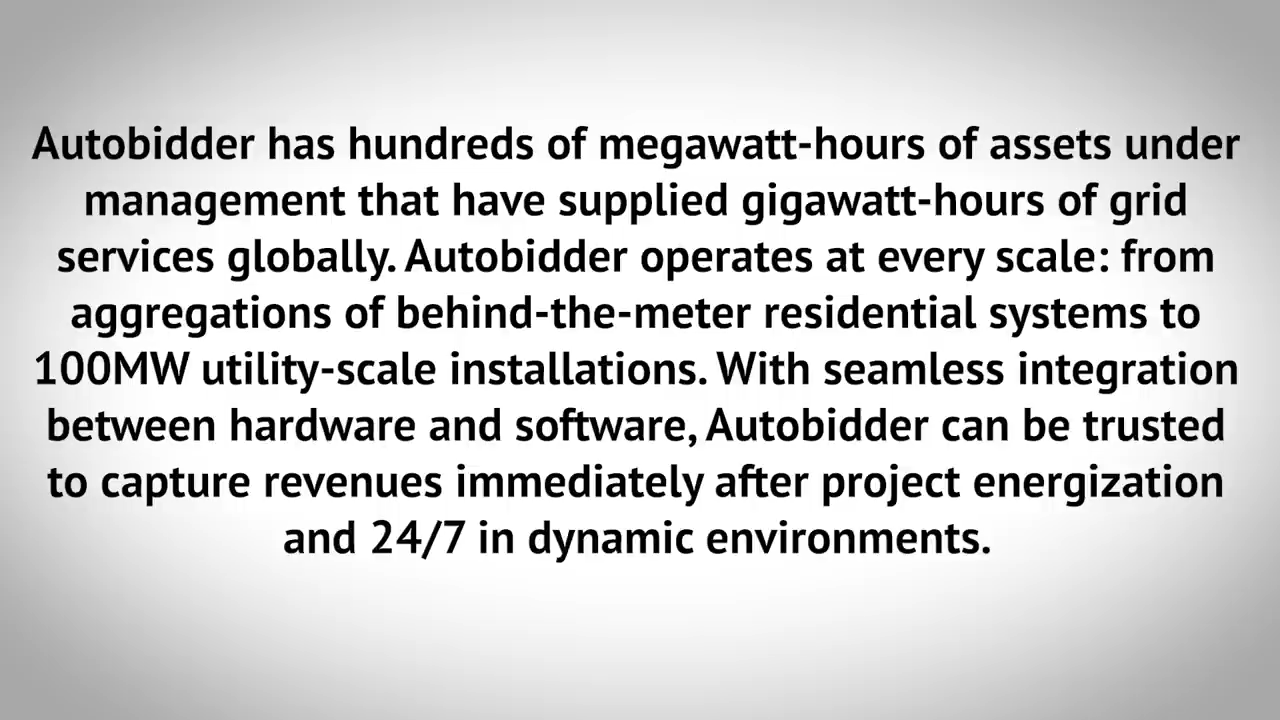 Autobidder has hundreds of megawatt-hours of assets under
management that have supplied gigawatt-hours of grid
services globally. Autobidder operates at every scale: from
aggregations of behind-the-meter residential systems to
100MW utility-scale installations. With seamless integration
between hardware and software, Autobidder can be trusted
to capture revenues immediately after project energization
and 24/7 in dynamic environments.